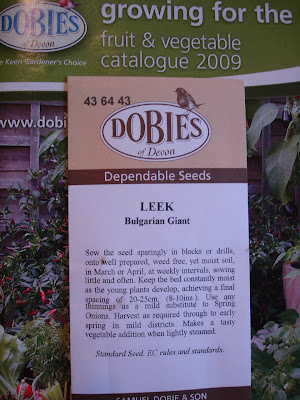 growing for the
DOBIES
of Devon
fruit & vegetable
e Keen Gardener's Choice
catalogue 2009
43 64 43
www.dobi
DOBIES
of Devon
Dependable Seeds
LEEK
Bulgarian Giant
Sow the seed sparingly in blocks or drills,
onto well prepared, weed free, yet moist soil,
in March or April, at weekly intervals, sowing
little and often. Keep the bed constantly moist
as the young plants develop, achieving a final
spacing of 20-25cm (8-10ins.). Use any
thinnings as a mild substitute to Spring
Onions. Harvest as required through to early
spring in mild districts. Makes a tasty
vegetable addition when lightly steamed.
Standard Seed. EC rules and standards.
SAMUEL DOBIE & SON